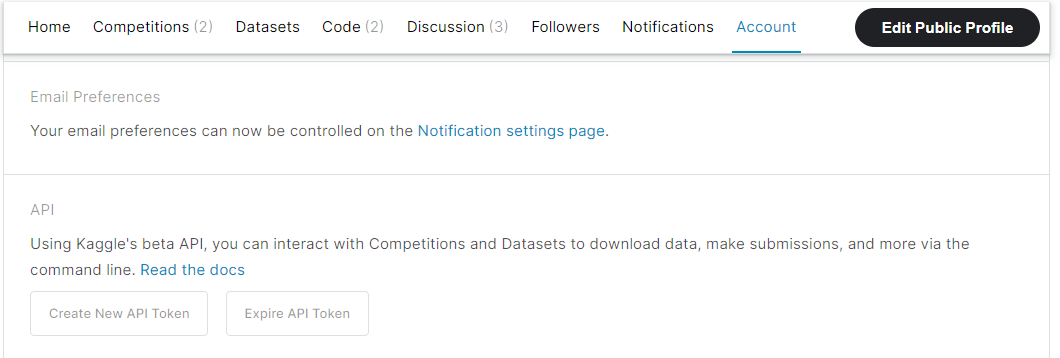 Home Competitions (2) Datasets Code (2) Discussion (3) Followers Notifications Account Edit Public Profile
Email Preferences
Your email preferences can now be controlled on the Notification settings page.
API
Using Kaggle's beta API, you can interact with Competitions and Datasets to download data, make submissions, and more via the
command line. Read the docs
Create New API Token Expire API Token